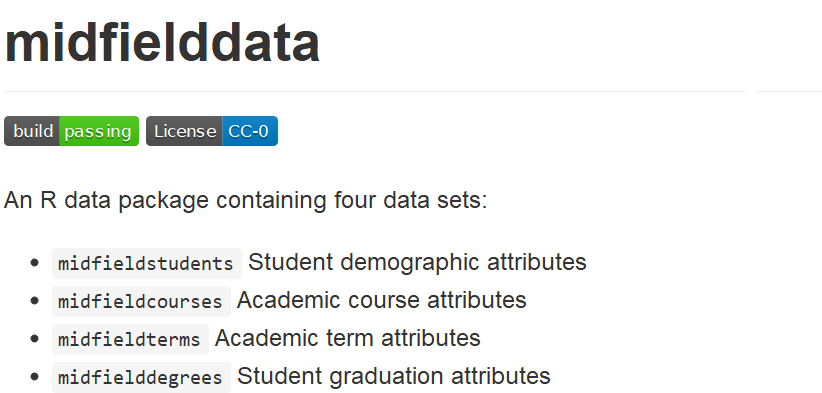 midfielddata
build passing License CC-0
An R data package containing four data sets:
• midfieldstudents Student demographic attributes
• midfieldcourses Academic course attributes
• midfieldterms Academic term attributes
• midfielddegrees Student graduation attributes